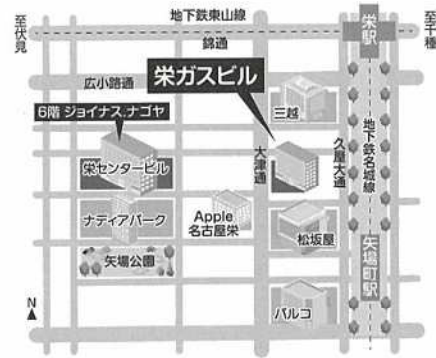 地下鉄東山線
至伏見
錦通
栄駅
至千種
広小路通
栄ガスビル
三越
6階 ジョイナス.ナゴヤ
栄センタービル
大津通
久屋大通
地下鉄名城線
ナディアパーク
Apple
名古屋栄
松坂屋
矢場公園
矢場町駅
パルコ
N